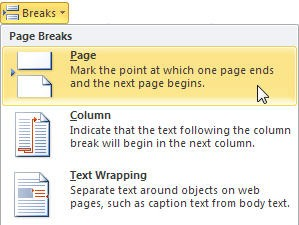 Breaks
Page Breaks
Page
Mark the point at which one page ends
and the next page begins.
Column
Indicate that the text following the column
break will begin in the next column.
Text Wrapping
Separate text around objects on web
pages, such as caption text from body text.